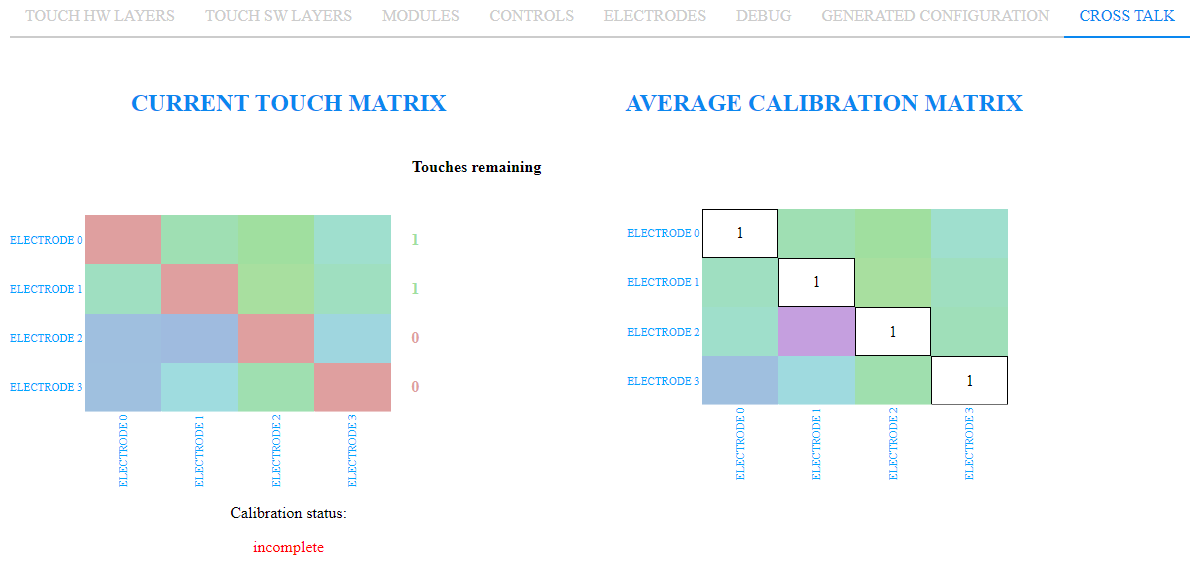 TOUCH HW LAYERS TOUCH SW LAYERS MODULES CONTROLS ELECTRODES DEBUG GENERATED CONFIGURATION CROSS TALK
CURRENT TOUCH MATRIX
Touches remaining
ELECTRODE 0 1
ELECTRODE 1 1
ELECTRODE 2 0
ELECTRODE 3 0
ELECTRODE 0 ELECTRODE 1 ELECTRODE 2 ELECTRODE 3
Calibration status:
incomplete
AVERAGE CALIBRATION MATRIX
ELECTRODE 0 1
ELECTRODE 1 1
ELECTRODE 2 1
ELECTRODE 3 1
ELECTRODE 0 ELECTRODE 1 ELECTRODE 2 ELECTRODE 3